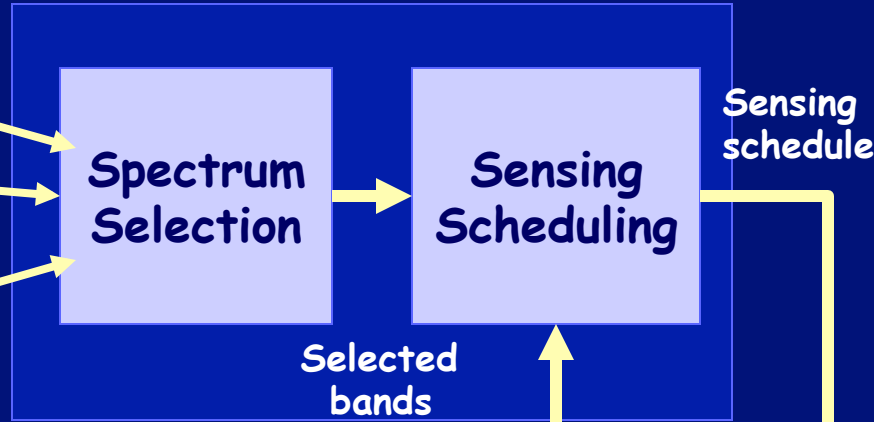 Spectrum
Selection
Sensing
Scheduling
Sensing
schedule
Selected
bands